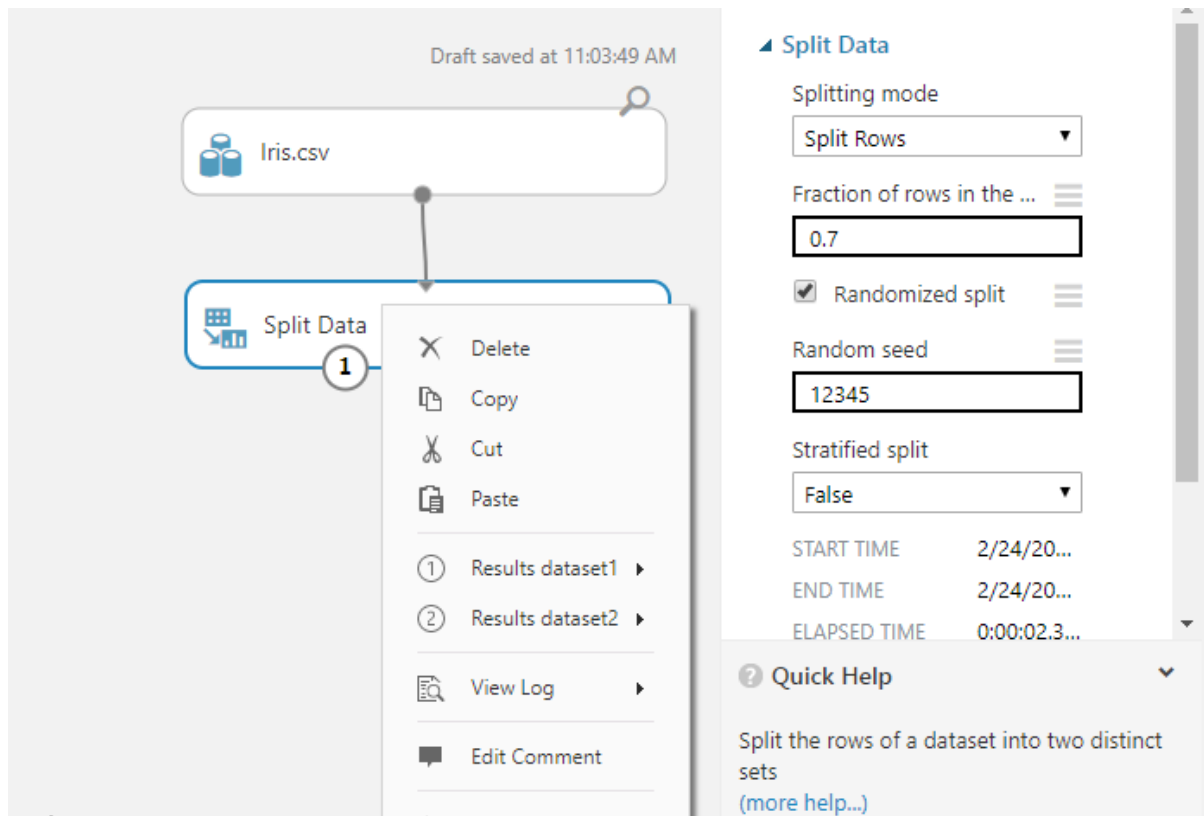 Draft saved at 11:03:49 AM
Iris.csv
Split Data
1
Delete
Copy
Cut
Paste
1 Results dataset1
2 Results dataset2
View Log
Edit Comment
Split Data
Splitting mode
Split Rows
Fraction of rows in the ...
0.7
Randomized split
Random seed
12345
Stratified split
False
START TIME 2/24/20...
END TIME 2/24/20...
ELAPSED TIME 0:00:02.3...
? Quick Help
Split the rows of a dataset into two distinct
sets
(more help...)